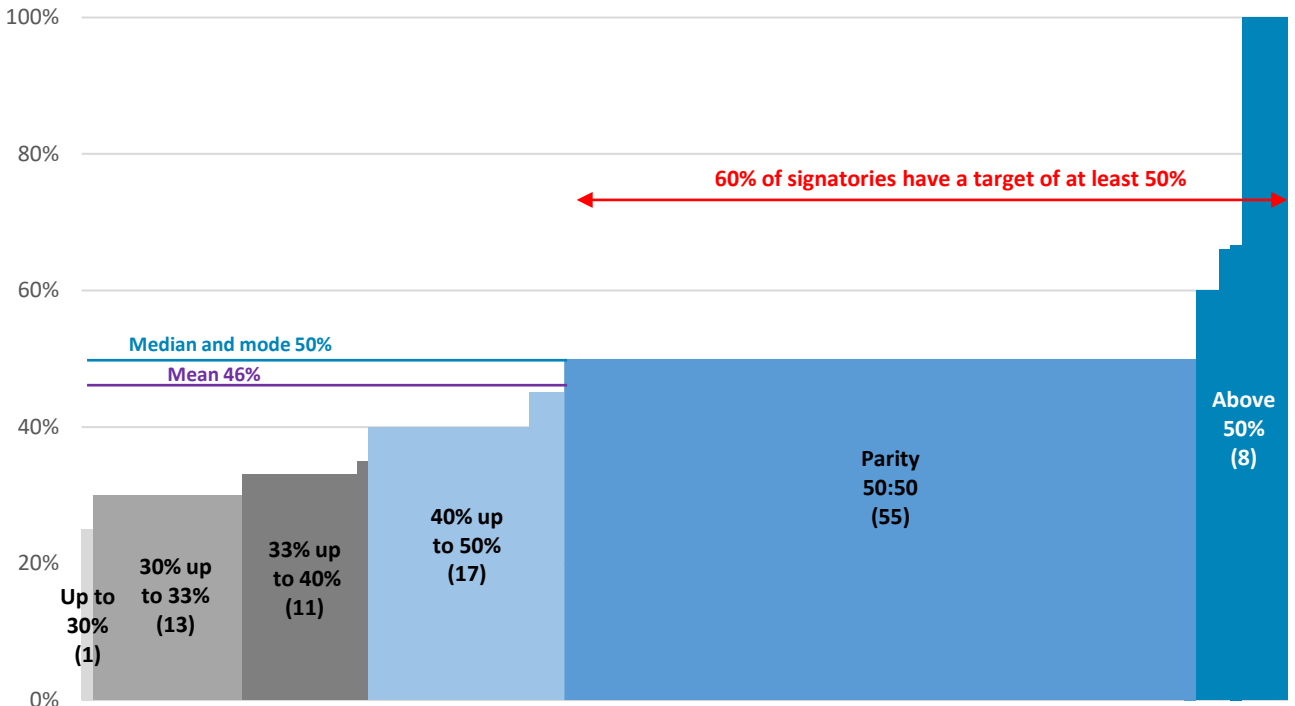 100%
80%
60%
40%
20%
0%
60% of signatories have a target of at least 50%
Median and mode 50%
Mean 46%
Up to
30%
(1)
30% up
to 33%
(13)
33% up
to 40%
(11)
40% up
to 50%
(17)
Parity
50:50
(55)
Above
50%
(8)